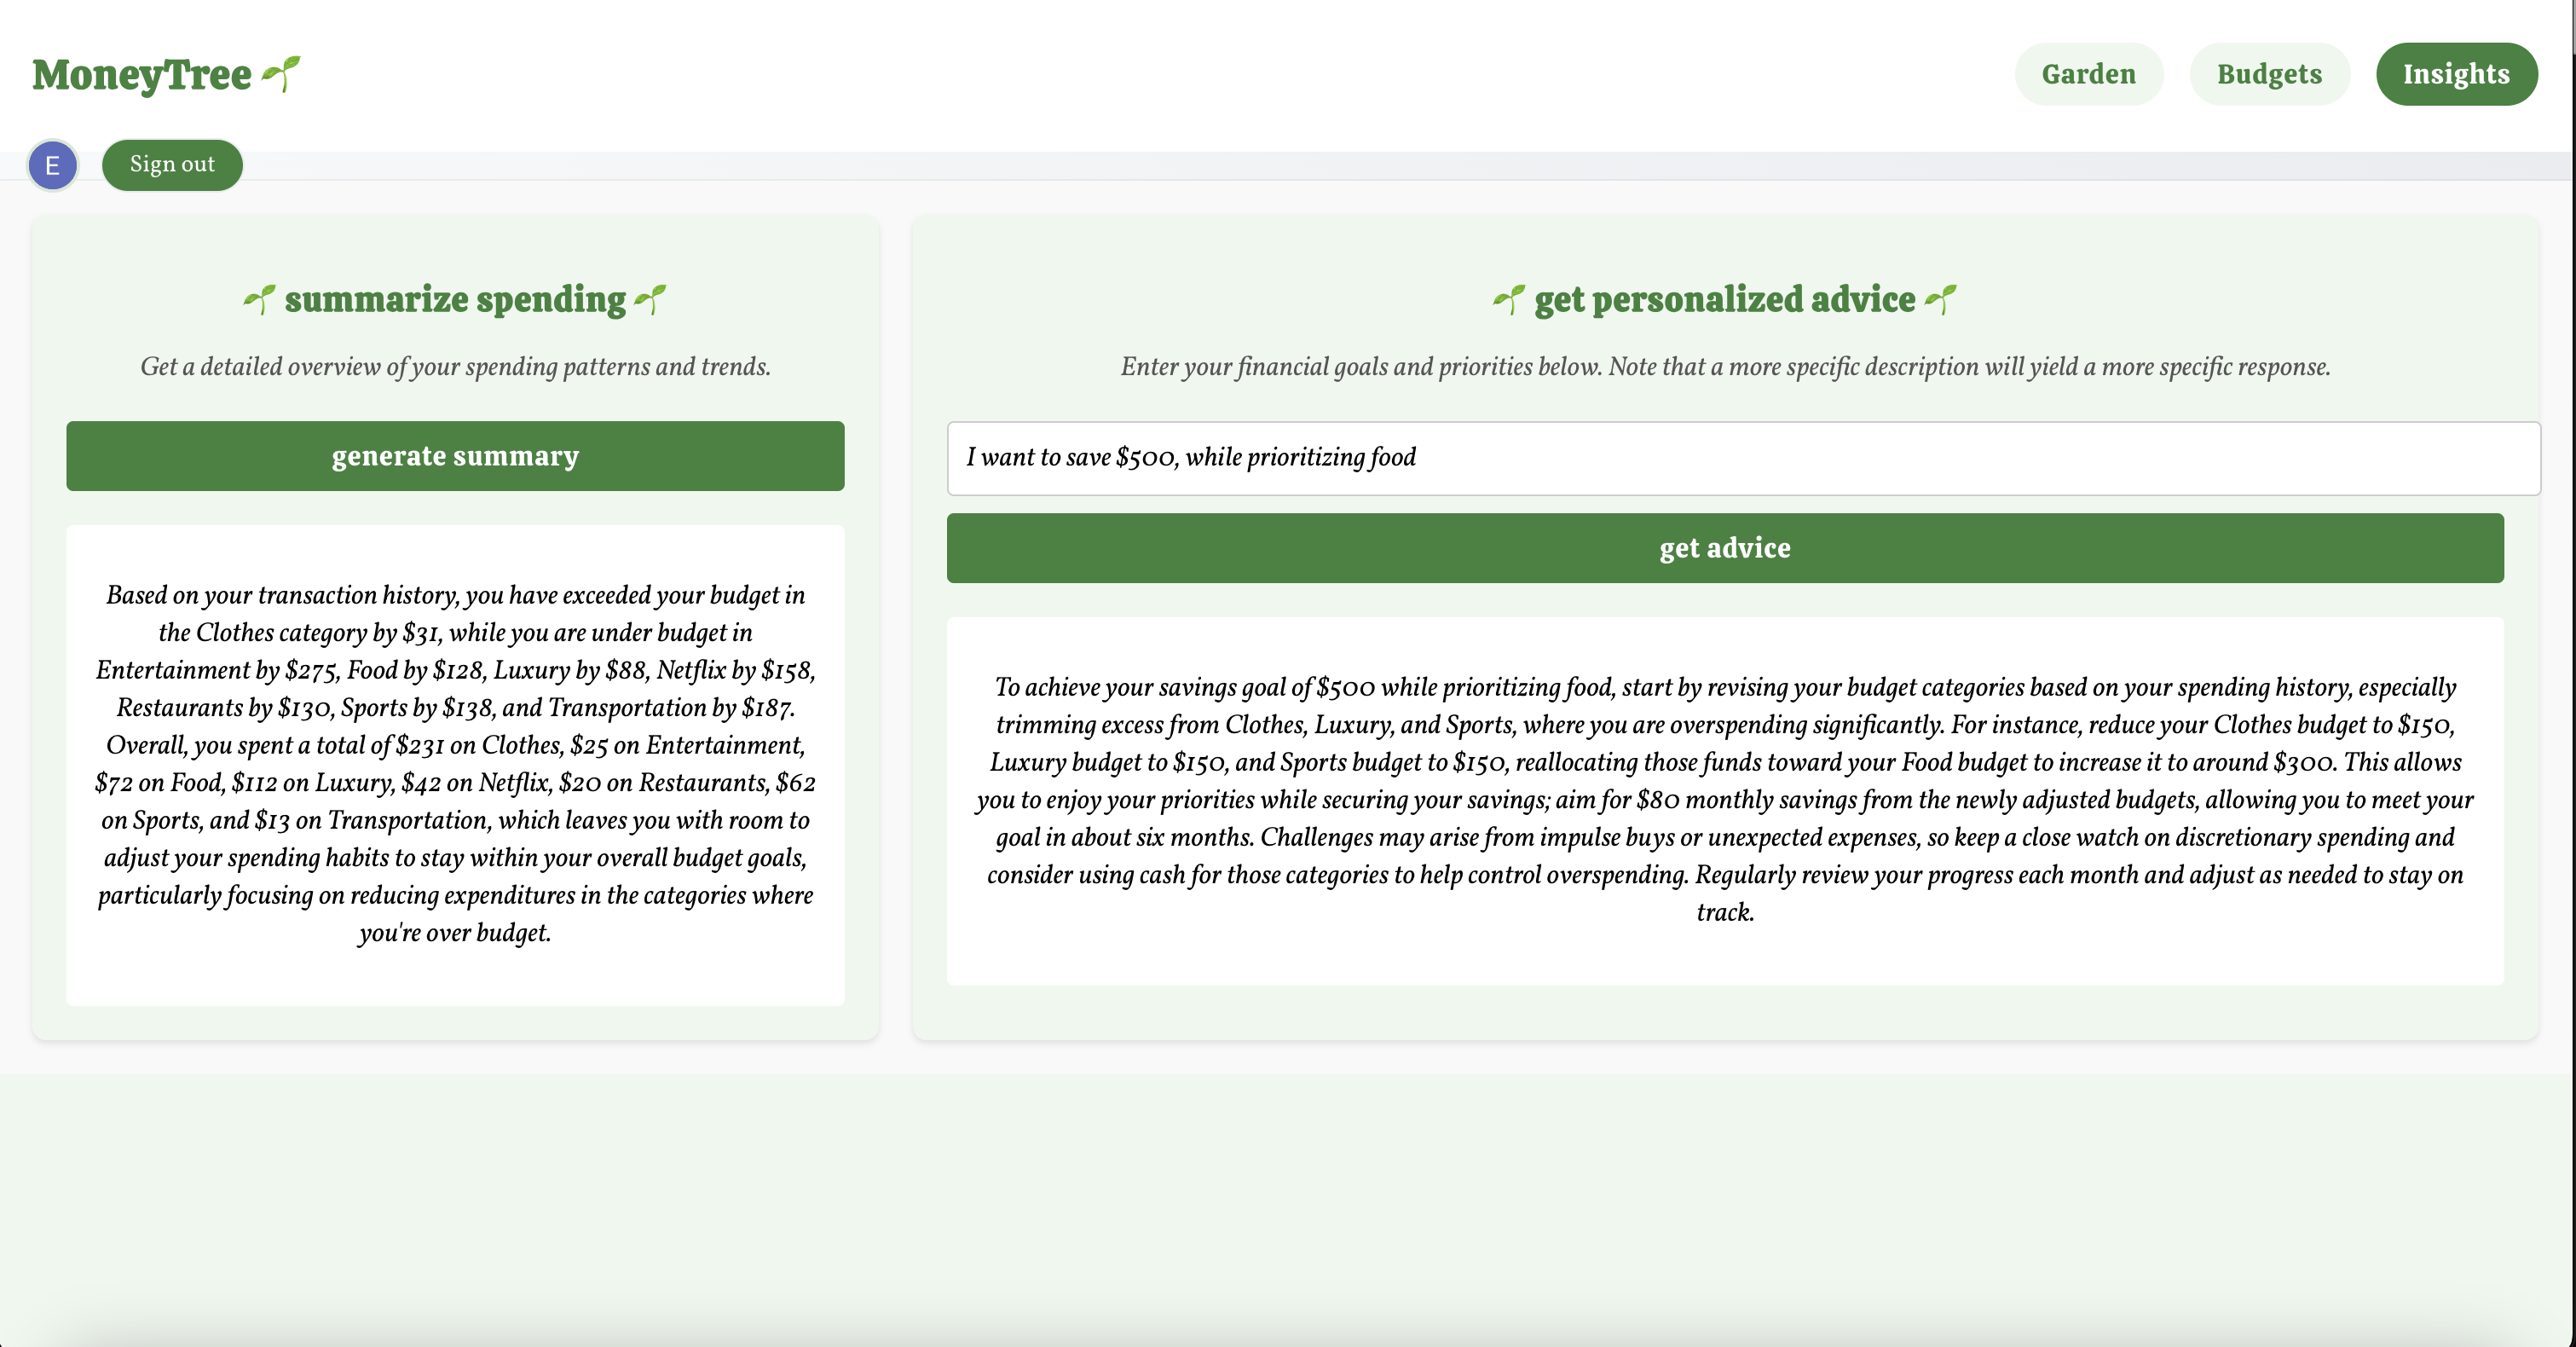 MoneyTree
Garden
Budgets
Insights
E
Sign out
summarize spending
Get a detailed overview of your spending patterns and trends.
generate summary
Based on your transaction history, you have exceeded your budget in
the Clothes category by $31, while you are under budget in
Entertainment by $275, Food by $128, Luxury by $88, Netflix by $158,
Restaurants by $130, Sports by $138, and Transportation by $187.
Overall, you spent a total of $231 on Clothes, $25 on Entertainment,
$72 on Food, $112 on Luxury, $42 on Netflix, $20 on Restaurants, $62
on Sports, and $13 on Transportation, which leaves you with room to
adjust your spending habits to stay within your overall budget goals,
particularly focusing on reducing expenditures in the categories where
you're over budget.
get personalized advice
Enter your financial goals and priorities below. Note that a more specific description will yield a more specific response.
I want to save $500, while prioritizing food
get advice
To achieve your savings goal of $500 while prioritizing food, start by revising your budget categories based on your spending history, especially
trimming excess from Clothes, Luxury, and Sports, where you are overspending significantly. For instance, reduce your Clothes budget to $150,
Luxury budget to $150, and Sports budget to $150, reallocating those funds toward your Food budget to increase it to around $300. This allows
you to enjoy your priorities while securing your savings; aim for $80 monthly savings from the newly adjusted budgets, allowing you to meet your
goal in about six months. Challenges may arise from impulse buys or unexpected expenses, so keep a close watch on discretionary spending and
consider using cash for those categories to help control overspending. Regularly review your progress each month and adjust as needed to stay on
track.